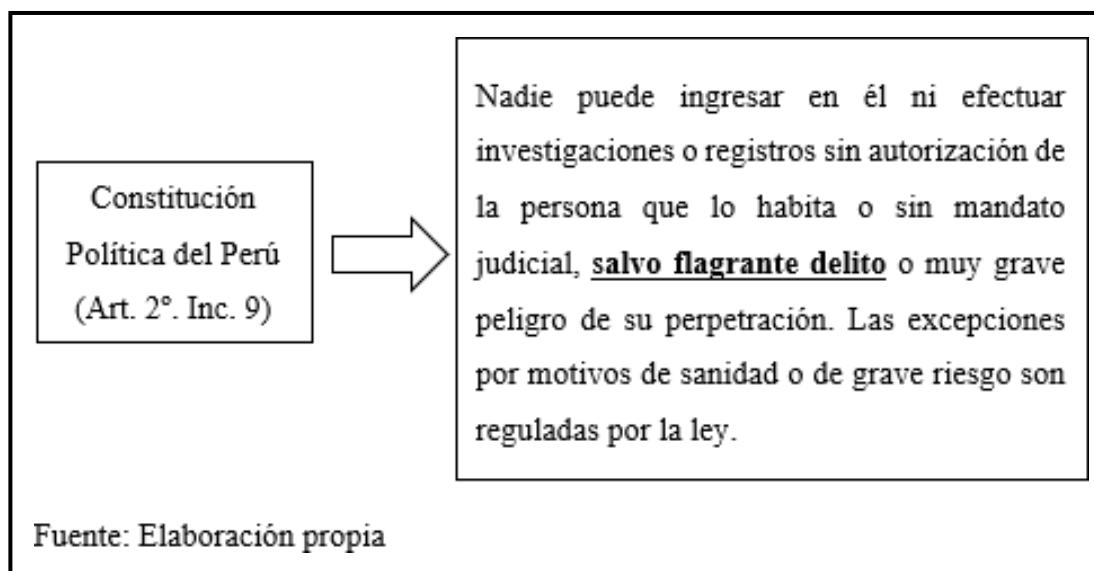 Constitución
Política del Perú
(Art. 2°. Inc. 9)
Nadie puede ingresar en él ni efectuar
investigaciones o registros sin autorización de
la persona que lo habita o sin mandato
judicial, salvo flagrante delito o muy grave
peligro de su perpetración. Las excepciones
por motivos de sanidad o de grave riesgo son
reguladas por la ley.
Fuente: Elaboración propia